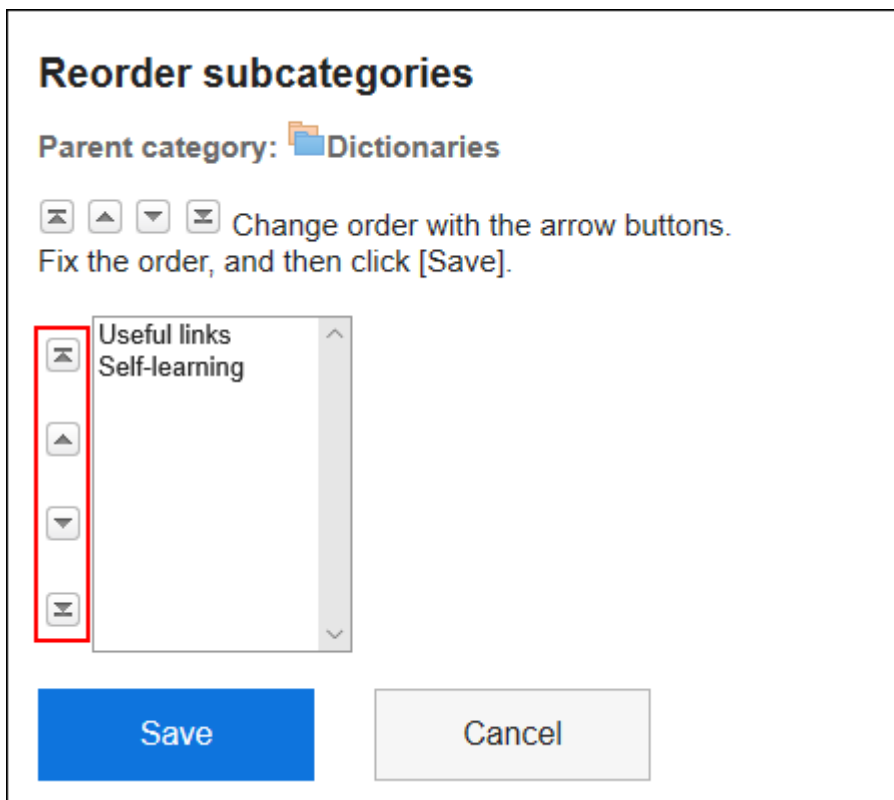 Reorder subcategories
Parent category: Dictionaries
Change order with the arrow buttons.
Fix the order, and then click [Save].
Useful links
Self-learning
Save Cancel